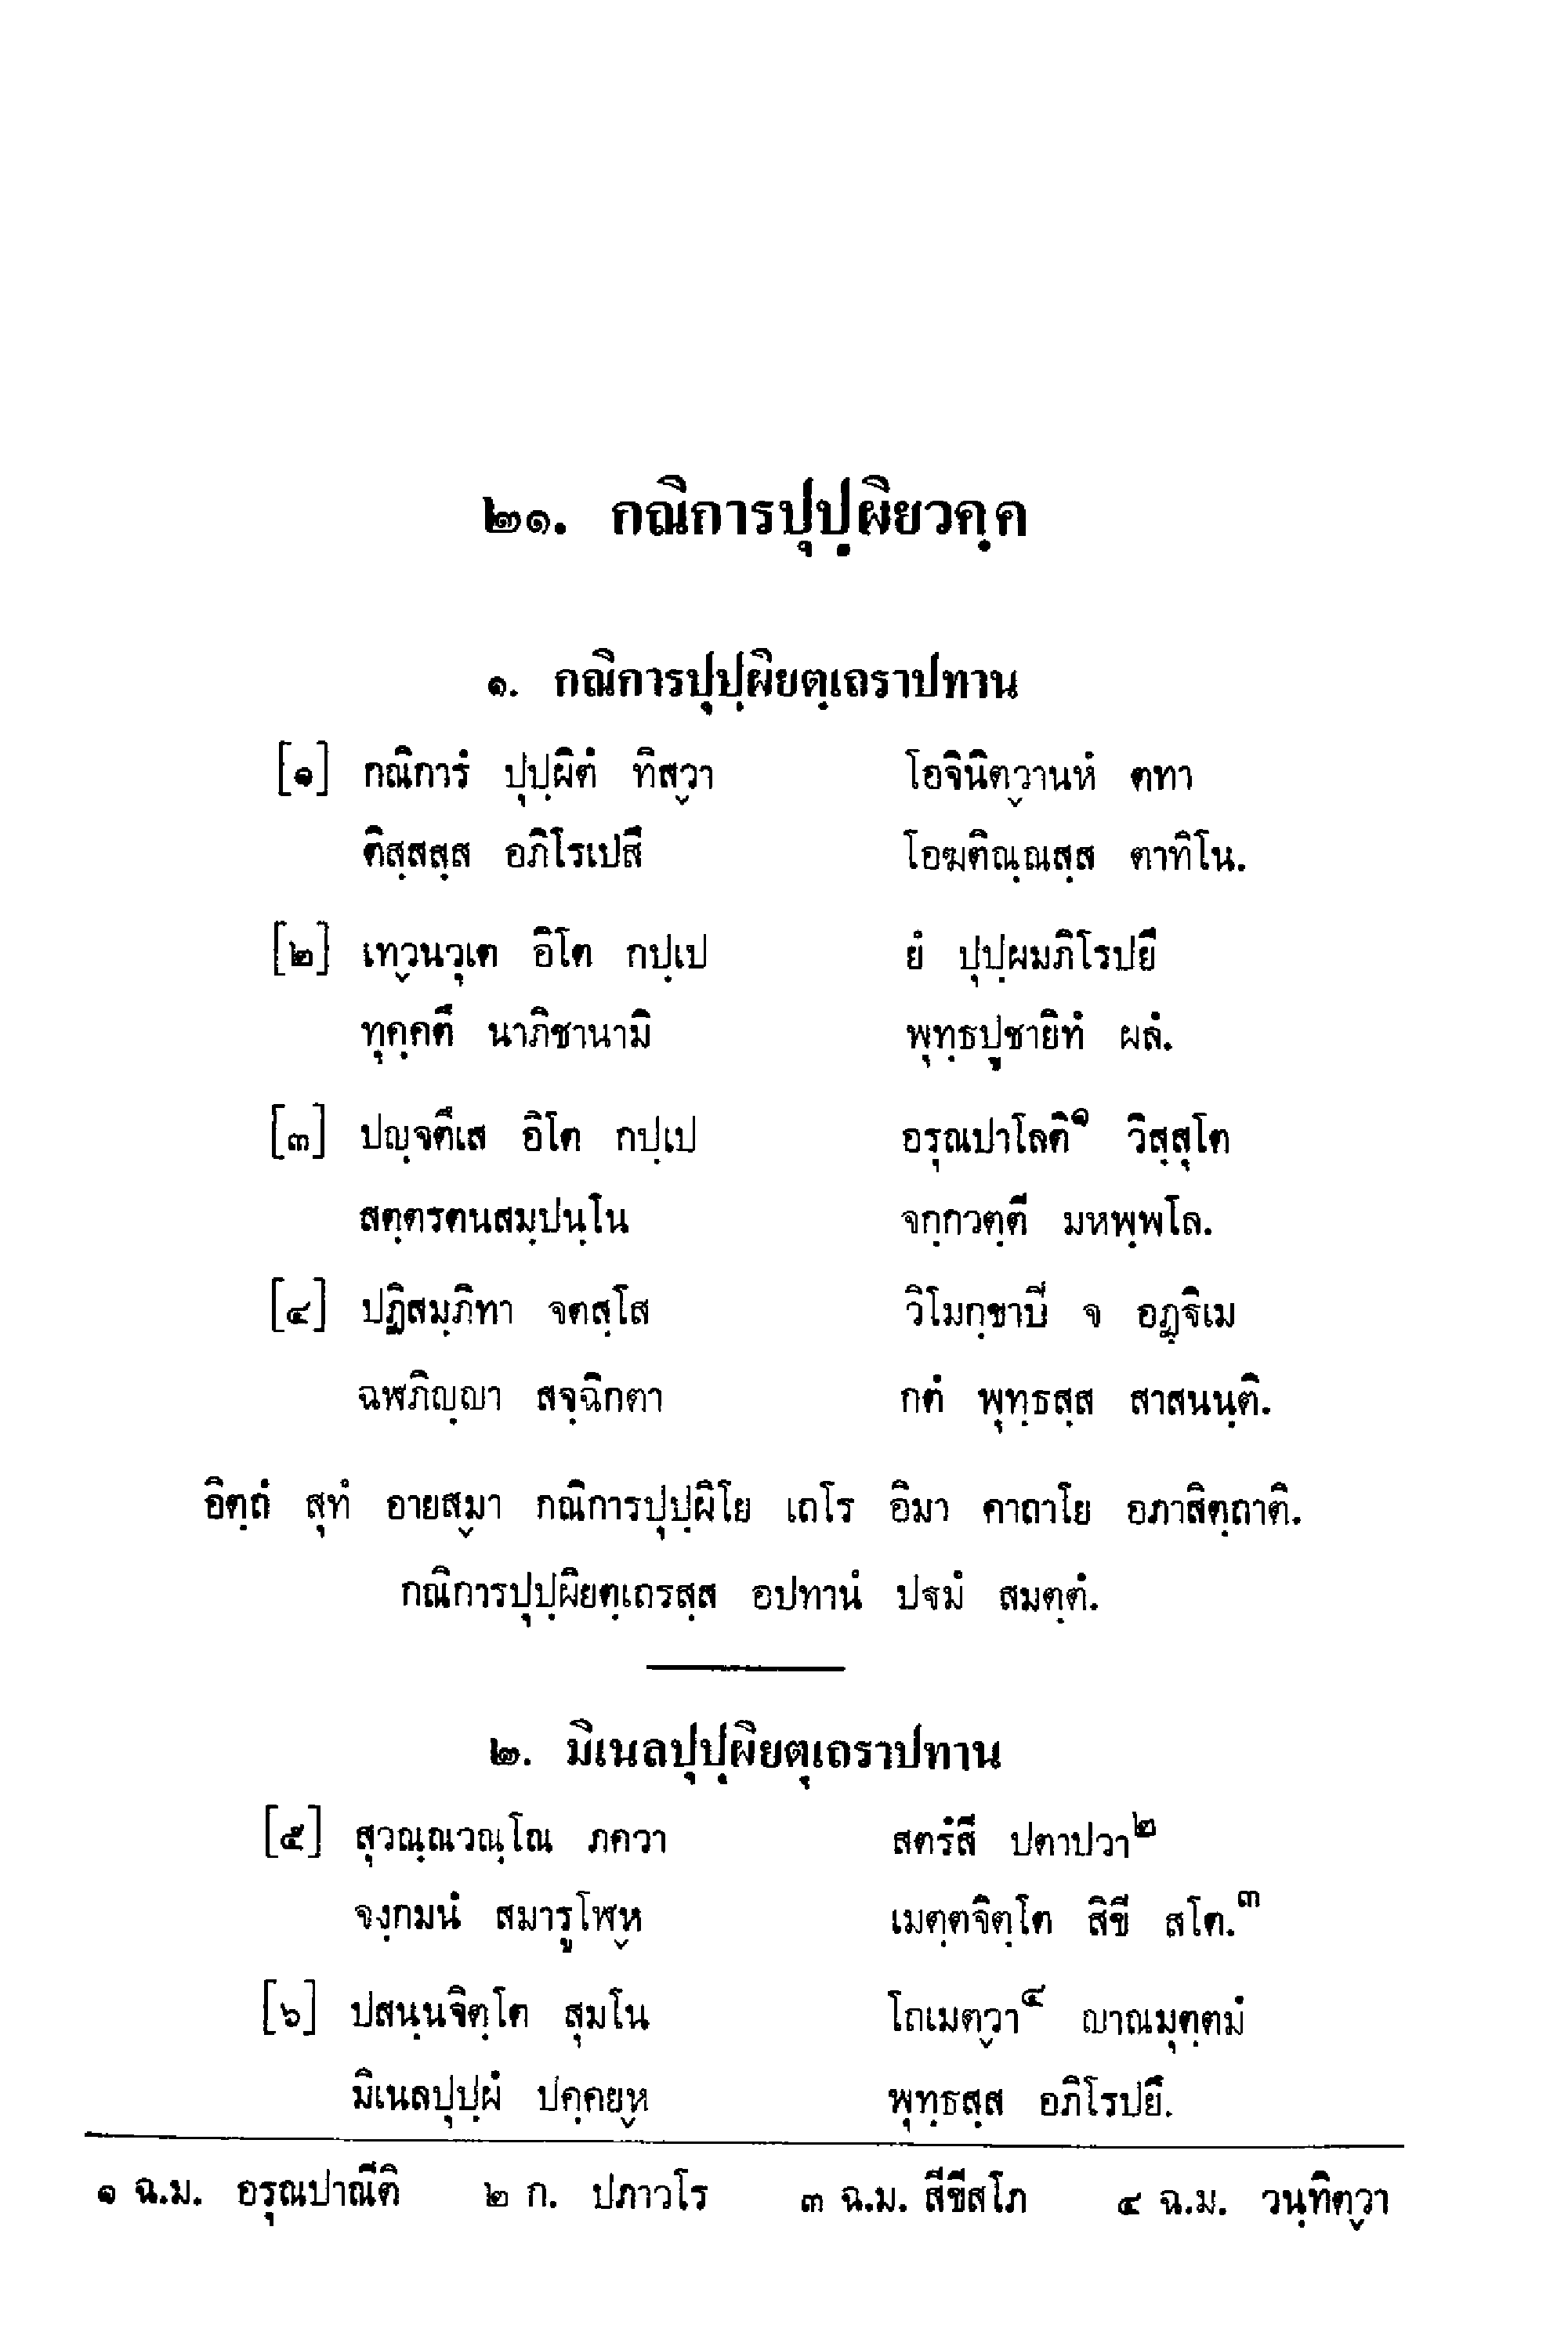 ๒๑. กณิการปุปฺผิยวคฺค
๑. กณิการปุปฺผิยตฺเถราปทาน
[๑] กณิการํ ปุปฺผิตํ ทิสฺวา โอจินิตฺวานหํ ตทา
ติสฺสสฺส อภิโรเปสึ โอฆติณฺณสฺส ตาทิโน.
[๒] เทฺวนวุเต อิโต กปฺเป ยํ ปุปฺผมภิโรปยึ
ทุคฺคตึ นาภิชานามิ พุทฺธปูชายิทํ ผลํ.
[๓] ปญฺจตึเส อิโต กปฺเป อรุณปาโลติ๑ วิสฺสุโต
สตฺตรตนสมฺปนฺโน จกฺกวตฺตี มหพฺพโล.
[๔] ปฏิสมฺภิทา จตสฺโส วิโมกฺขาปิ จ อฏฺฐิเม
ฉฬภิญฺญา สจฺฉิกตา กตํ พุทฺธสฺส สาสนนฺติ.
อิตฺถํ สุทํ อายสฺมา กณิการปุปฺผิโย เถโร อิมา คาถาโย อภาสิตฺถาติ.
กณิการปุปฺผิยตฺเถรสฺส อปทานํ ปฐมํ สมตฺตํ.
๒. มิเนลปุปฺผิยตฺเถราปทาน
[๕] สุวณฺณวณฺโณ ภควา สตรํสี ปตาปวา๒
จงฺกมนํ สมารูโฬฺห เมตฺตจิตฺโต สิขี สโต.๓
[๖] ปสนฺนจิตฺโต สุมโน โถเมตฺวา๔ ญาณมุตฺตมํ
มิเนลปุปฺผํ ปคฺคยฺห พุทฺธสฺส อภิโรปยึ.
๑ ฉ.ม. อรุณปาณีติ ๒ ก. ปภาวโร ๓ ฉ.ม. สีขีสโภ ๔ ฉ.ม. วนฺทิตฺวา